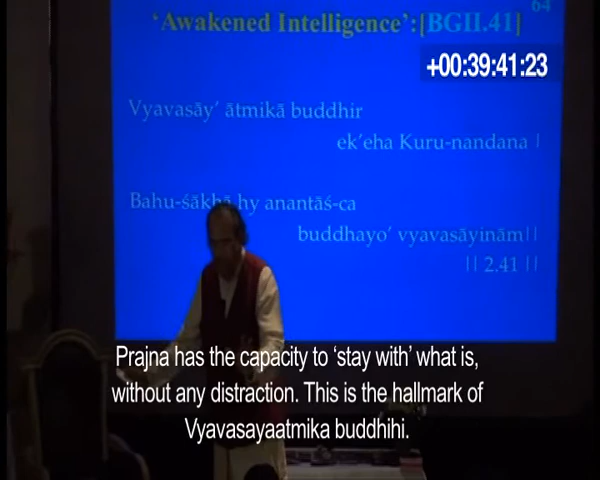 64
'Awakened Intelligence':[BGII.41]
+00:39:41:23
Vyavasāy' ātmikā buddhir
ek'eha Kuru-nandana |
Bahu-śākhā hy anantāś-ca
buddhayo' vyavasāyinām||
|| 2.41 ||
Prajna has the capacity to 'stay with' what is,
without any distraction. This is the hallmark of
Vyavasayaatmika buddhihi.